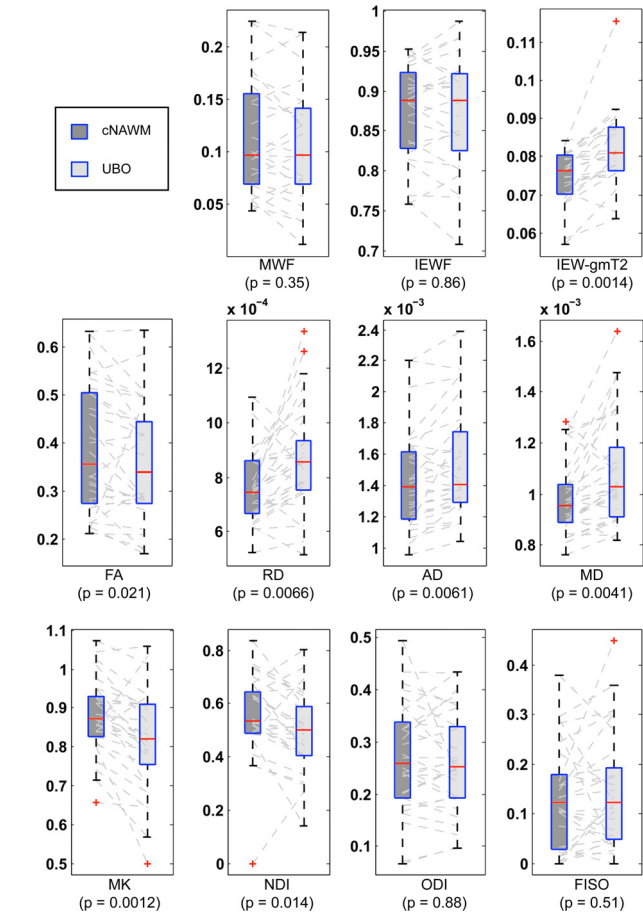 cNAWM
UBO
0.2
0.15
0.1
0.05
MWF
(p = 0.35)
1
0.95
0.9
0.85
0.8
0.75
0.7
IEWF
(p = 0.86)
0.11
0.1
0.09
0.08
0.07
0.06
IEW-gmT2
(p = 0.0014)
0.6
0.5
0.4
0.3
0.2
FA
(p = 0.021)
x 10⁻⁴
12
10
8
6
RD
(p = 0.0066)
x 10⁻³
2.4
2.2
2
1.8
1.6
1.4
1.2
1
AD
(p = 0.0061)
x 10⁻³
1.6
1.4
1.2
1
0.8
MD
(p = 0.0041)
1.1
1
0.9
0.8
0.7
0.6
0.5
MK
(p = 0.0012)
0.8
0.6
0.4
0.2
0
NDI
(p = 0.014)
0.5
0.4
0.3
0.2
0.1
ODI
(p = 0.88)
0.4
0.3
0.2
0.1
0
FISO
(p = 0.51)